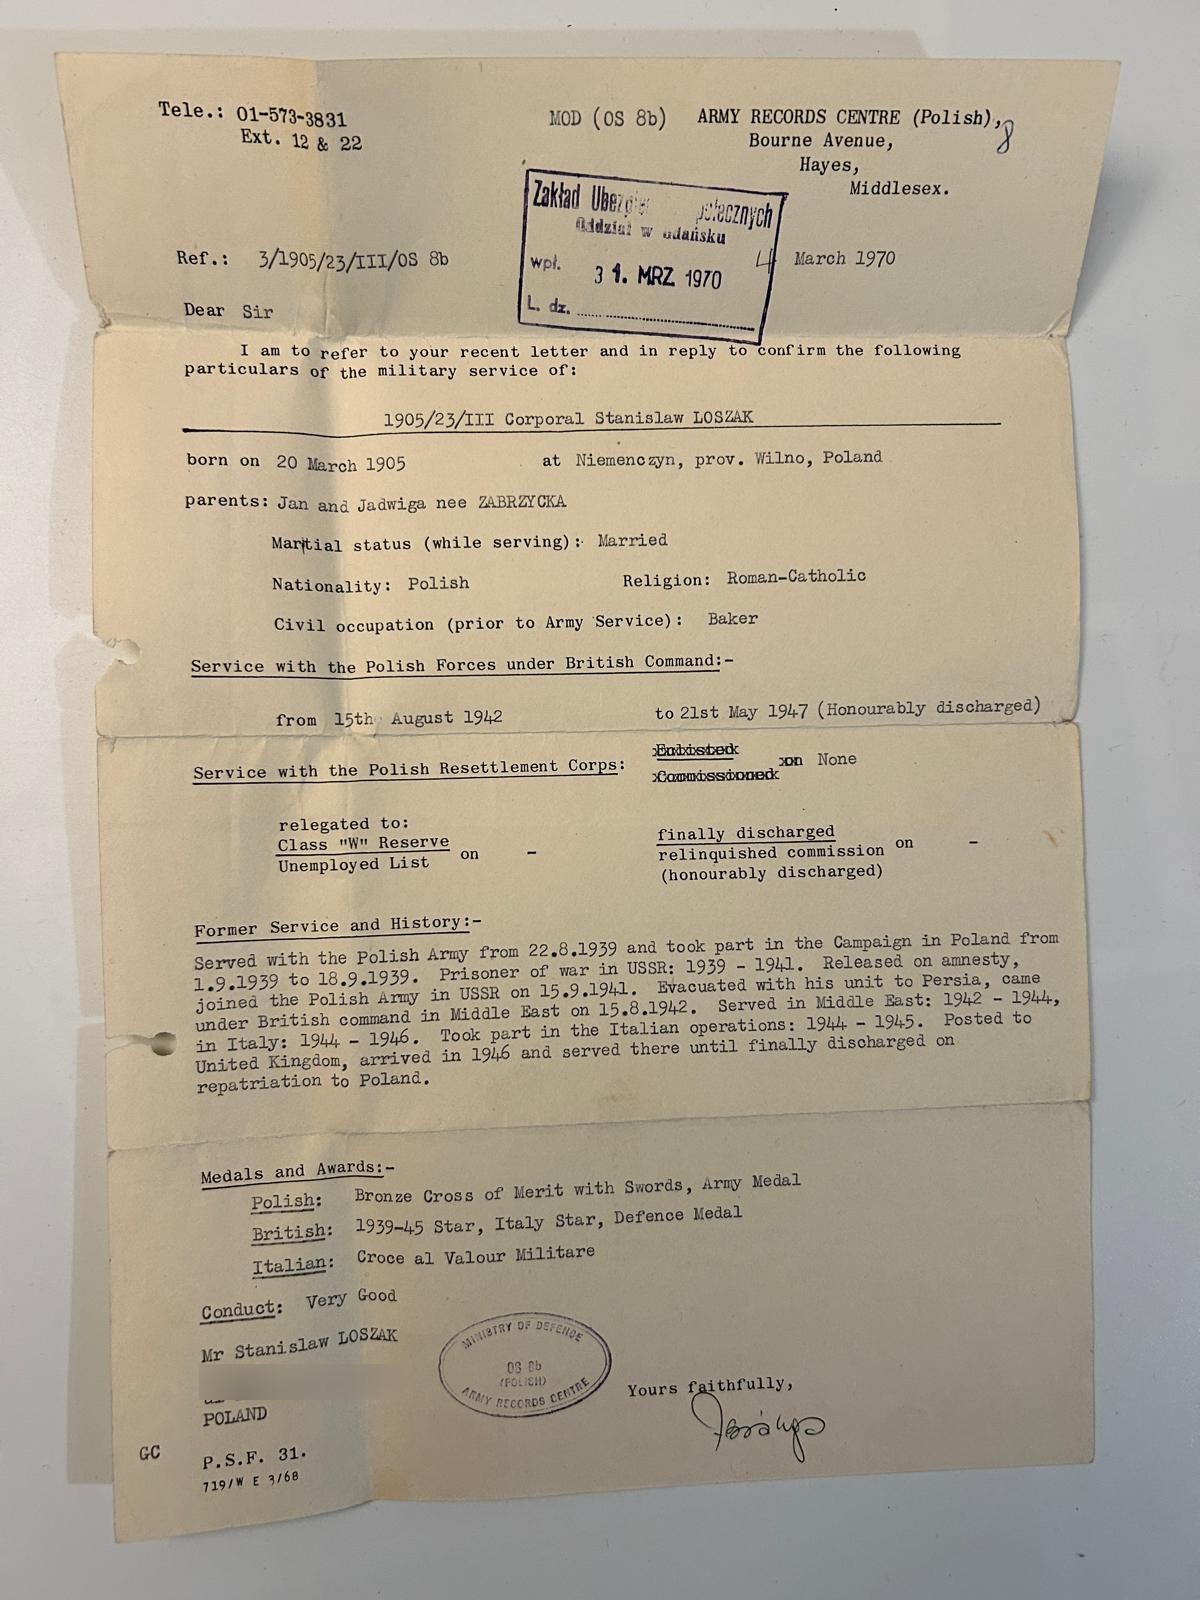 Tele.: 01-573-3831
Ext. 12 & 22
MOD (OS 8b)
ARMY RECORDS CENTRE (Polish),
8
Bourne Avenue,
Hayes,
Middlesex.
Zakład
Oddział w Gdańsku
wpł. 31. MRZ 1970
L. dz.
Ref.: 3/1905/23/III/OS 8b
4 March 1970
Dear Sir
I am to refer to your recent letter and in reply to confirm the following
particulars of the military service of:
1905/23/III Corporal Stanislaw LOSZAK
born on 20 March 1905 at Niemenczyn, prov. Wilno, Poland
parents: Jan and Jadwiga nee ZABRZYCKA
Martial status (while serving): Married
Nationality: Polish Religion: Roman-Catholic
Civil occupation (prior to Army Service): Baker
Service with the Polish Forces under British Command:-
from 15th August 1942 to 21st May 1947 (Honourably discharged)
Service with the Polish Resettlement Corps: Enlisted
Commissioned on None
relegated to:
Class "W" Reserve
Unemployed List on -
finally discharged
relinquished commission on -
(honourably discharged)
Former Service and History:-
Served with the Polish Army from 22.8.1939 and took part in the Campaign in Poland from
1.9.1939 to 18.9.1939. Prisoner of war in USSR: 1939 - 1941. Released on amnesty,
joined the Polish Army in USSR on 15.9.1941. Evacuated with his unit to Persia, came
under British command in Middle East on 15.8.1942. Served in Middle East: 1942 - 1944,
in Italy: 1944 - 1946. Took part in the Italian operations: 1944 - 1945. Posted to
United Kingdom, arrived in 1946 and served there until finally discharged on
repatriation to Poland.
Medals and Awards:-
Polish: Bronze Cross of Merit with Swords, Army Medal
British: 1939-45 Star, Italy Star, Defence Medal
Italian: Croce al Valour Militare
Conduct: Very Good
Mr Stanislaw LOSZAK
POLAND
MINISTRY OF DEFENCE
OS 8b
(POLISH)
ARMY RECORDS CENTRE
Yours faithfully,
GC
P.S.F. 31.
719/W E 3/68